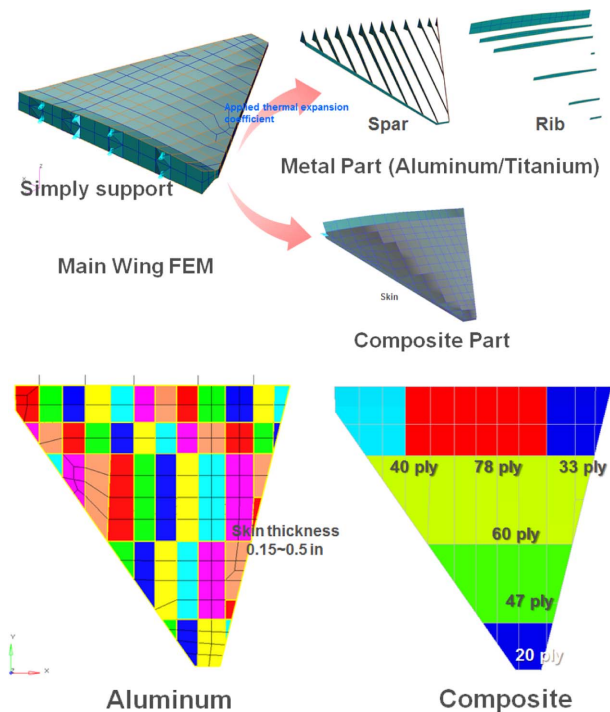 Applied thermal expansion
coefficient
Spar
Rib
Metal Part (Aluminum/Titanium)
z
Simply support
Main Wing FEM
Skin
Composite Part
40 ply
78 ply
33 ply
Skin thickness
0.15~0.5 in
60 ply
47 ply
20 ply
Y
Z
X
Aluminum
Composite